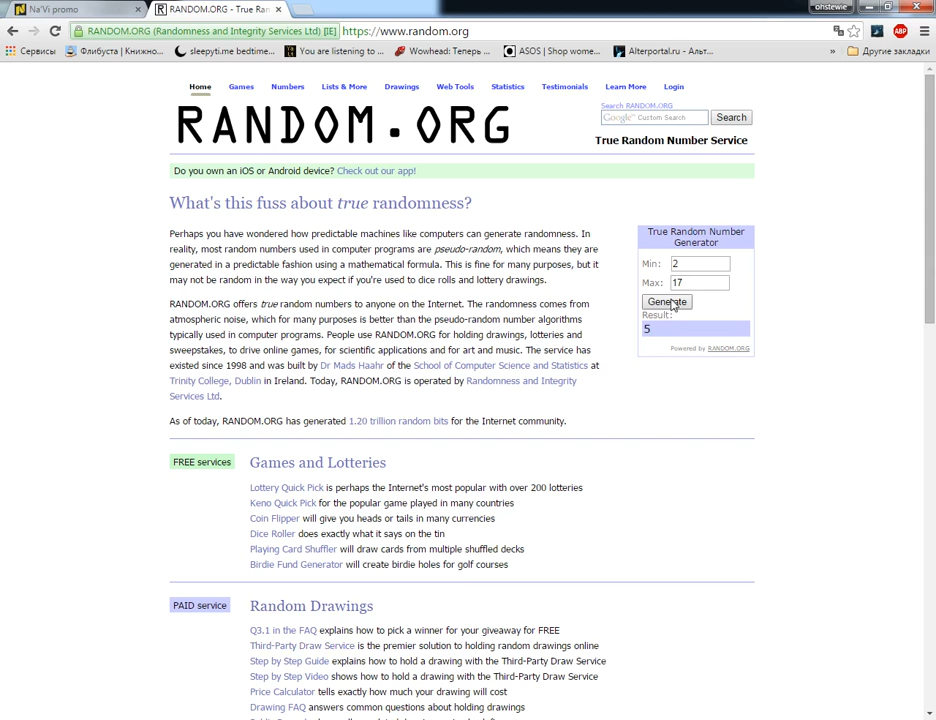 Na'Vi promo
RANDOM.ORG - True Ran
ohstewie
RANDOM.ORG (Randomness and Integrity Services Ltd) [IE] https://www.random.org
Сервисы
Флибуста | Книжно...
sleepyti.me bedtime...
You are listening to ...
Wowhead: Теперь ...
ASOS | Shop wome...
Alterportal.ru - Альт...
»
Другие закладки
Home Games Numbers Lists & More Drawings Web Tools Statistics Testimonials Learn More Login
RANDOM.ORG
Search RANDOM.ORG
Google™ Custom Search
Search
True Random Number Service
Do you own an iOS or Android device? Check out our app!
What's this fuss about true randomness?
Perhaps you have wondered how predictable machines like computers can generate randomness. In
reality, most random numbers used in computer programs are pseudo-random, which means they are
generated in a predictable fashion using a mathematical formula. This is fine for many purposes, but it
may not be random in the way you expect if you're used to dice rolls and lottery drawings.
RANDOM.ORG offers true random numbers to anyone on the Internet. The randomness comes from
atmospheric noise, which for many purposes is better than the pseudo-random number algorithms
typically used in computer programs. People use RANDOM.ORG for holding drawings, lotteries and
sweepstakes, to drive online games, for scientific applications and for art and music. The service has
existed since 1998 and was built by Dr Mads Haahr of the School of Computer Science and Statistics at
Trinity College, Dublin in Ireland. Today, RANDOM.ORG is operated by Randomness and Integrity
Services Ltd.
As of today, RANDOM.ORG has generated 1.20 trillion random bits for the Internet community.
True Random Number
Generator
Min: 2
Max: 17
Generate
Result:
5
Powered by RANDOM.ORG
FREE services
Games and Lotteries
Lottery Quick Pick is perhaps the Internet's most popular with over 200 lotteries
Keno Quick Pick for the popular game played in many countries
Coin Flipper will give you heads or tails in many currencies
Dice Roller does exactly what it says on the tin
Playing Card Shuffler will draw cards from multiple shuffled decks
Birdie Fund Generator will create birdie holes for golf courses
PAID service
Random Drawings
Q3.1 in the FAQ explains how to pick a winner for your giveaway for FREE
Third-Party Draw Service is the premier solution to holding random drawings online
Step by Step Guide explains how to hold a drawing with the Third-Party Draw Service
Step by Step Video shows how to hold a drawing with the Third-Party Draw Service
Price Calculator tells exactly how much your drawing will cost
Drawing FAQ answers common questions about holding drawings